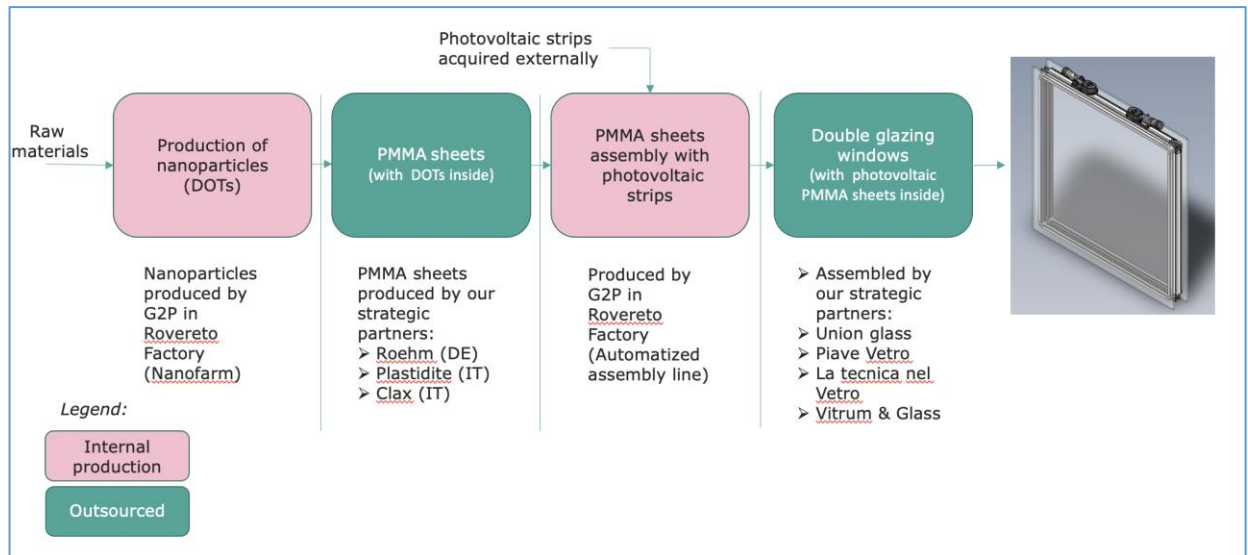 Photovoltaic strips
acquired externally
Raw
materials
Production of
nanoparticles
(DOTs)
PMMA sheets
(with DOTs inside)
PMMA sheets
assembly with
photovoltaic
strips
Double glazing
windows
(with photovoltaic
PMMA sheets inside)
Nanoparticles
produced by
G2P in
Rovereto
Factory
(Nanofarm)
PMMA sheets
produced by our
strategic
partners:
➢ Roehm (DE)
➢ Plastidite (IT)
➢ Clax (IT)
Produced by
G2P in
Rovereto
Factory
(Automatized
assembly line)
➢ Assembled by
our strategic
partners:
➢ Union glass
➢ Piave Vetro
➢ La tecnica nel
Vetro
➢ Vitrum & Glass
Legend:
Internal
production
Outsourced